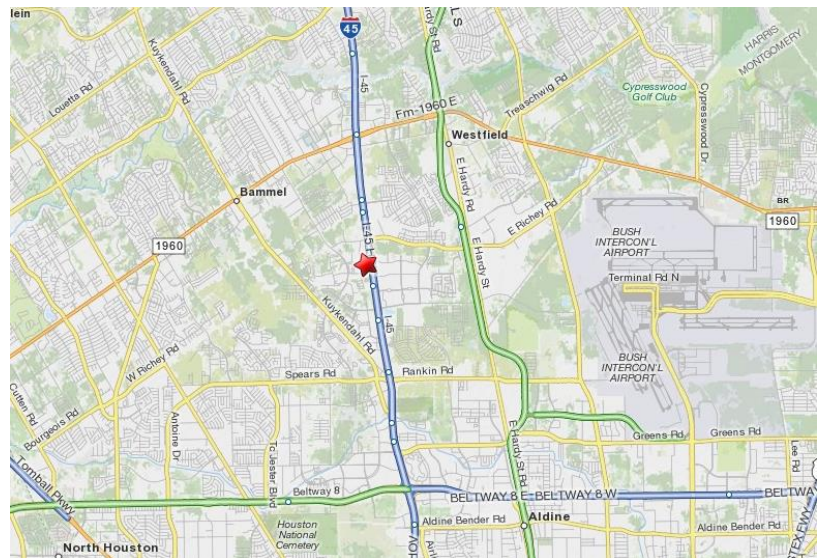 lein
45
Hardy St Rd
L S
HARRIS
MONTGOMERY
Kuykendahl Rd
I-45
Louetta Rd
Fm-1960 E
Treaschwig Rd
Cypresswood
Golf Club
Cypresswood Dr
Westfield
Bammel
E Hardy Rd
E Richey Rd
BR
1960
1960
I-45
BUSH
INTERCON'L
AIRPORT
E Hardy St
Terminal Rd N
Kuykendahl Rd
I-45
W Richey Rd
BUSH
INTERCON'L
AIRPORT
Spears Rd
Rankin Rd
Cutten Rd
Bourgeois Rd
Antoine Dr
Tc Jester Blvd
E Hardy St Rd
Greens Rd
Greens Rd
Lee Rd
Tomball Pkwy
Beltway 8
BELTWAY 8 E-BELTWAY 8 W
BELTWA
Houston
National
Cemetery
Aldine Bender Rd
Aldine
Aldine Bender Rd
North Houston